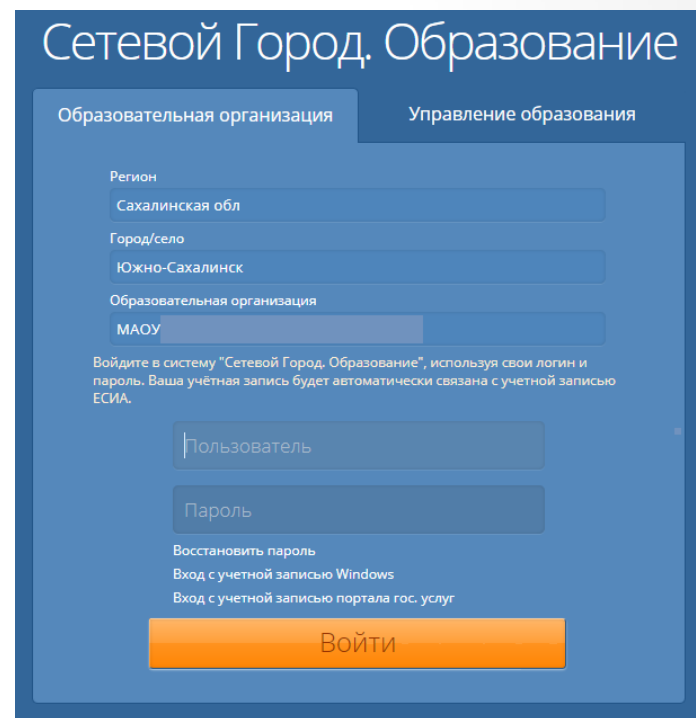 Сетевой Город. Образование
Образовательная организация
Управление образования
Регион
Сахалинская обл
Город/село
Южно-Сахалинск
Образовательная организация
МАОУ
Войдите в систему "Сетевой Город. Образование", используя свои логин и
пароль. Ваша учётная запись будет автоматически связана с учетной записью
ЕСИА.
Пользователь
Пароль
Восстановить пароль
Вход с учетной записью Windows
Вход с учетной записью портала гос. услуг
Войти